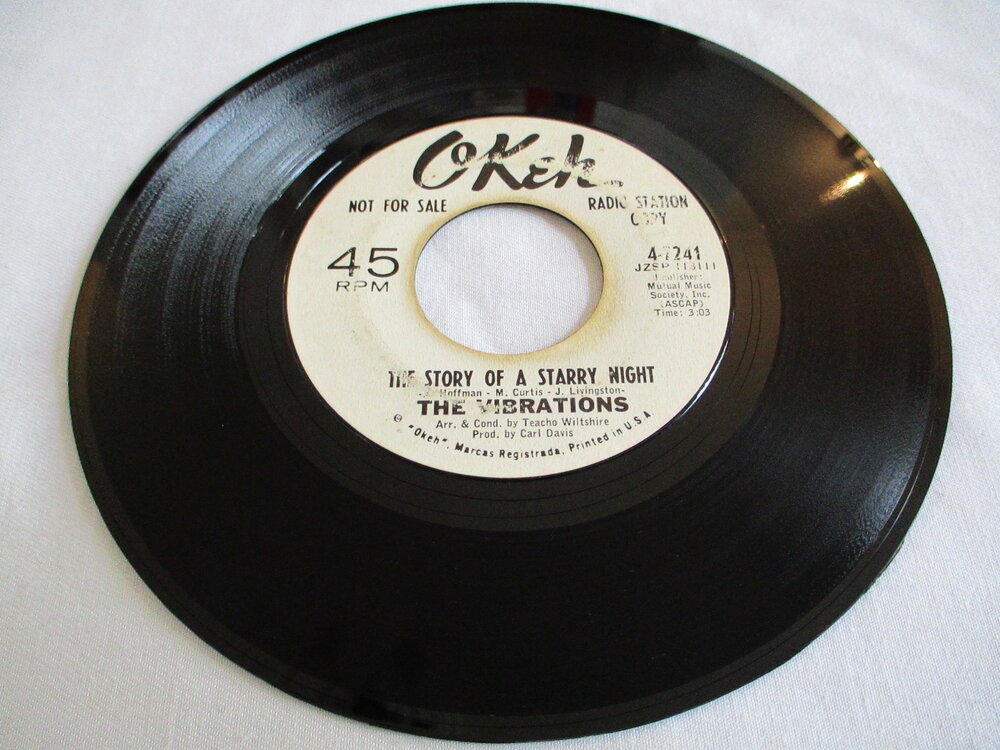 OKeh
NOT FOR SALE
RADIO STATION
COPY
45
RPM
4-7241
JZSP 113111
Publisher:
Mutual Music
Society, Inc.
(ASCAP)
Time: 3:03
THE STORY OF A STARRY NIGHT
Hoffman - M. Curtis - J. Livingston-
THE VIBRATIONS
Arr. & Cond. by Teacho Wiltshire
Prod. by Carl Davis
"Okeh", Marcas Registrada, Printed in U.S.A.